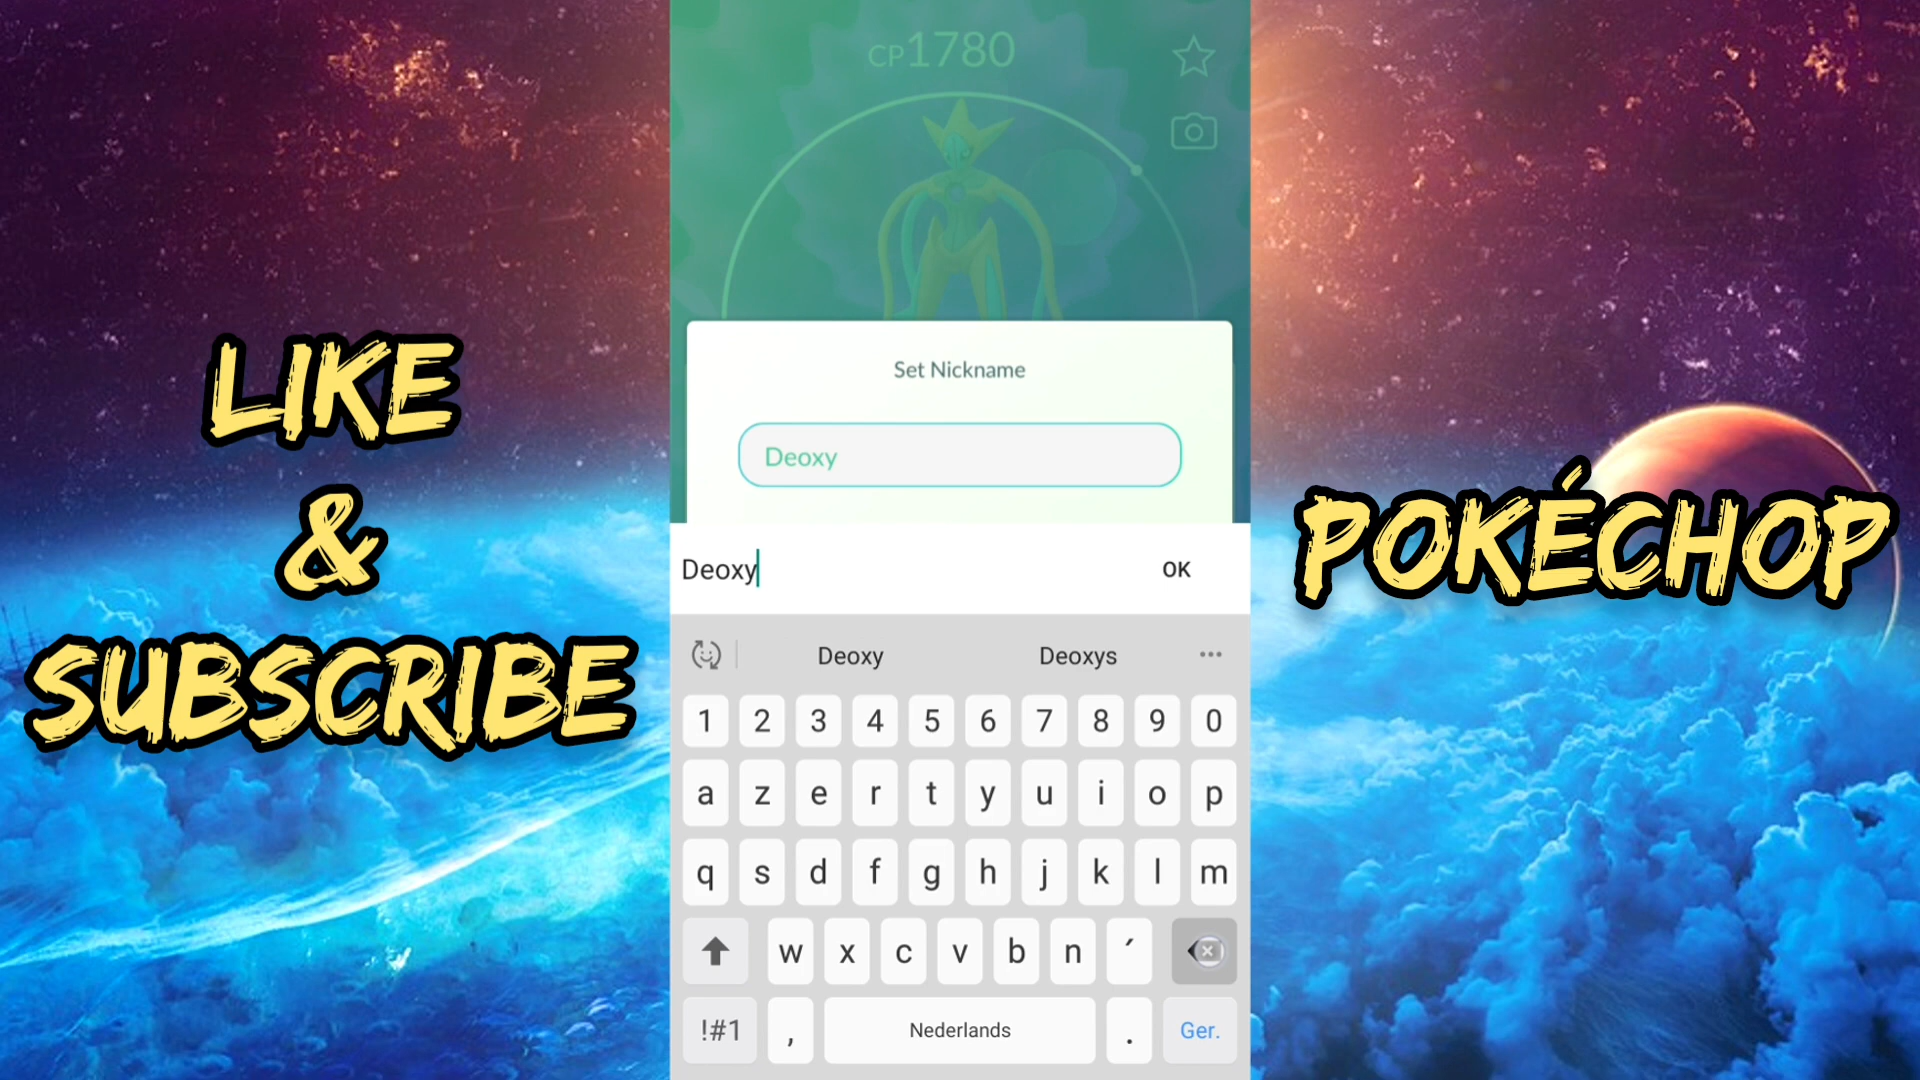 LIKE
&
SUBSCRIBE
CP1780
Set Nickname
Deoxy
Deoxy
OK
Deoxy Deoxys
1 2 3 4 5 6 7 8 9 0
a z e r t y u i o p
q s d f g h j k l m
w x c v b n ´
!#1 , Nederlands . Ger.
POKÉCHOP